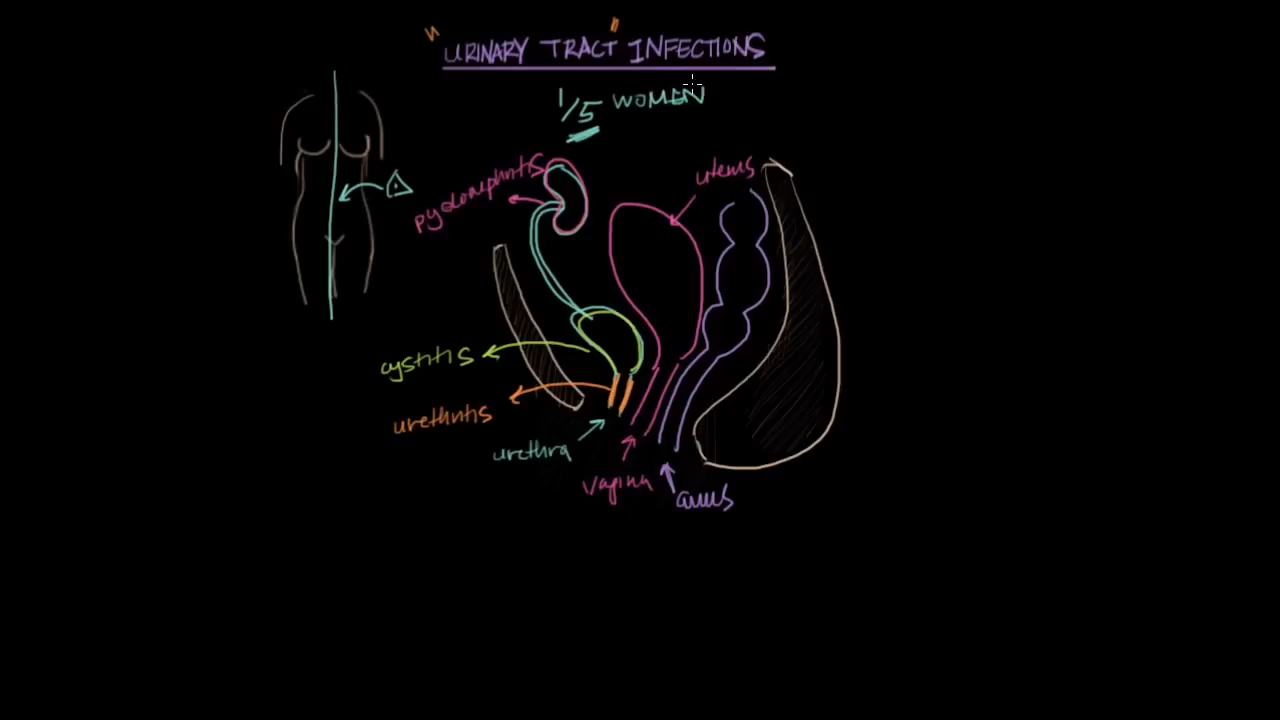 "URINARY TRACT" INFECTIONS
1/5 WOMEN
pyelonephritis
uterus
cystitis
urethritis
urethra
vagina
anus